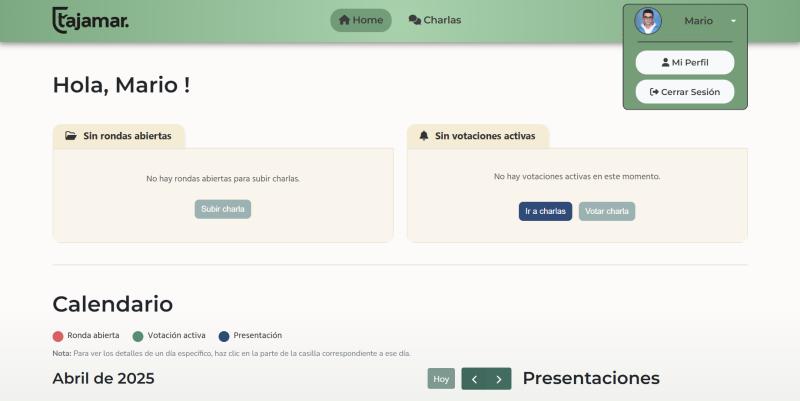 tajamar.
Home
Charlas
Mario
Mi Perfil
Cerrar Sesión
Hola, Mario !
Sin rondas abiertas
No hay rondas abiertas para subir charlas.
Subir charla
Sin votaciones activas
No hay votaciones activas en este momento.
Ir a charlas
Votar charla
Calendario
Ronda abierta
Votación activa
Presentación
Nota: Para ver los detalles de un día específico, haz clic en la parte de la casilla correspondiente a ese día.
Abril de 2025
Hoy
Presentaciones